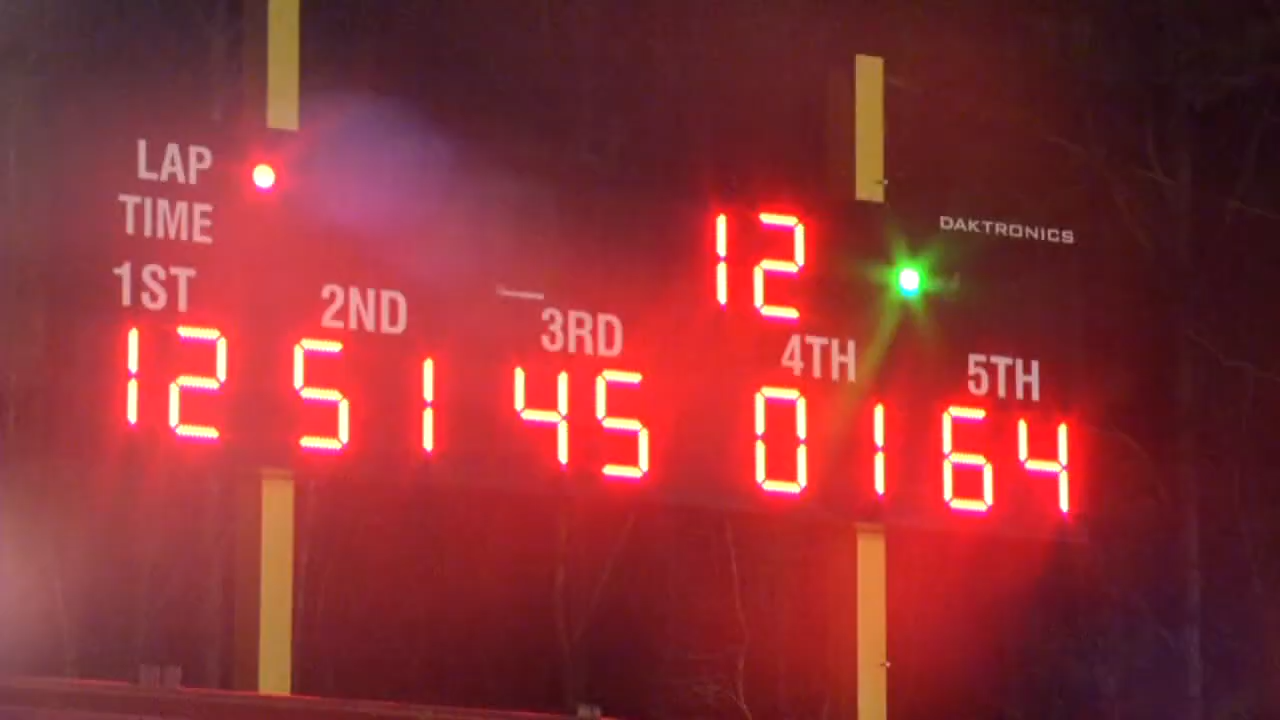 LAP
TIME
12
DAKTRONICS
1ST 2ND 3RD 4TH 5TH
12 51 45 01 64